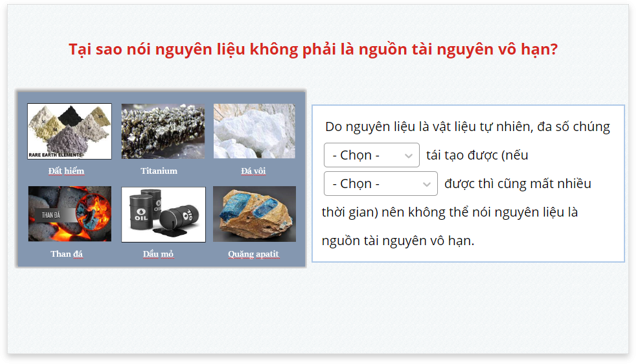 Tại sao nói nguyên liệu không phải là nguồn tài nguyên vô hạn?
RARE EARTH ELEMENTS
Đất hiếm
Titanium
Đá vôi
THAN ĐÁ
OIL
OIL
OIL
Than đá
Dầu mỏ
Quặng apatit
Do nguyên liệu là vật liệu tự nhiên, đa số chúng
- Chọn - tái tạo được (nếu
- Chọn - được thì cũng mất nhiều
thời gian) nên không thể nói nguyên liệu là
nguồn tài nguyên vô hạn.